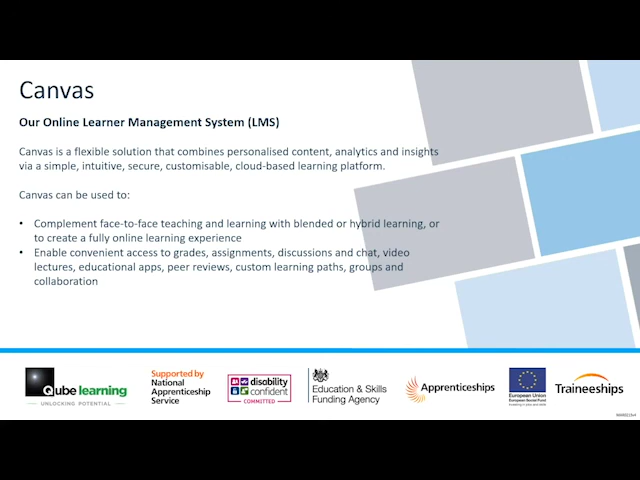 Canvas
Our Online Learner Management System (LMS)
Canvas is a flexible solution that combines personalised content, analytics and insights
via a simple, intuitive, secure, customisable, cloud-based learning platform.
Canvas can be used to:
• Complement face-to-face teaching and learning with blended or hybrid learning, or
to create a fully online learning experience
• Enable convenient access to grades, assignments, discussions and chat, video
lectures, educational apps, peer reviews, custom learning paths, groups and
collaboration
Qube learning
UNLOCKING POTENTIAL
Supported by
National
Apprenticeship
Service
disability
confident
COMMITTED
Education & Skills
Funding Agency
Apprenticeships
European Union
European Social Fund
Traineeships